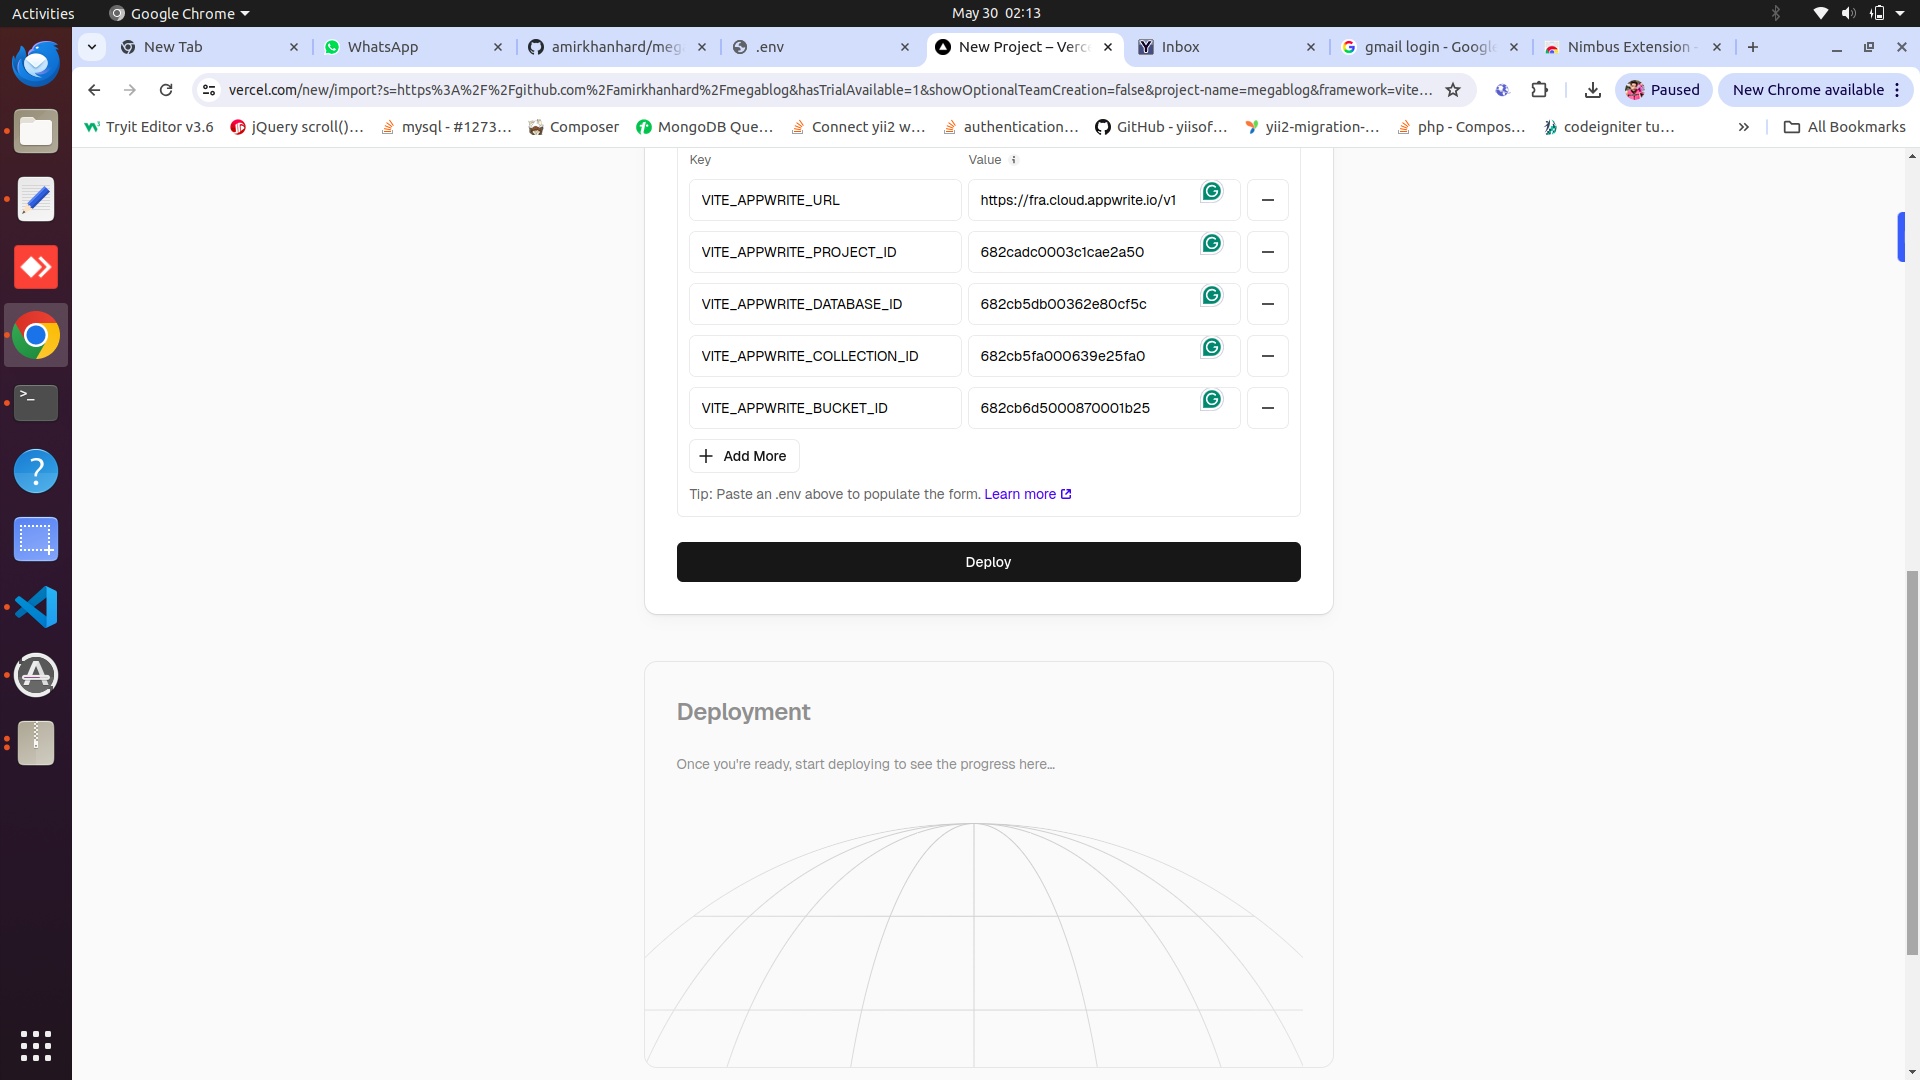 Activities
Google Chrome
May 30 02:13
New Tab
WhatsApp
amirkhanhard/meg
.env
New Project – Verc
Inbox
gmail login - Google
Nimbus Extension -
vercel.com/new/import?s=https%3A%2F%2Fgithub.com%2Famirkhanhard%2Fmegablog&hasTrialAvailable=1&showOptionalTeamCreation=false&project-name=megablog&framework=vite...
Paused
New Chrome available
Tryit Editor v3.6
jQuery scroll()...
mysql - #1273...
Composer
MongoDB Que...
Connect yii2 w...
authentication...
GitHub - yiisof...
yii2-migration-...
php - Compos...
codeigniter tu...
»
All Bookmarks
Key
Value
VITE_APPWRITE_URL
https://fra.cloud.appwrite.io/v1
VITE_APPWRITE_PROJECT_ID
682cadc0003c1cae2a50
VITE_APPWRITE_DATABASE_ID
682cb5db00362e80cf5c
VITE_APPWRITE_COLLECTION_ID
682cb5fa000639e25fa0
VITE_APPWRITE_BUCKET_ID
682cb6d5000870001b25
Add More
Tip: Paste an .env above to populate the form. Learn more
Deploy
Deployment
Once you're ready, start deploying to see the progress here...